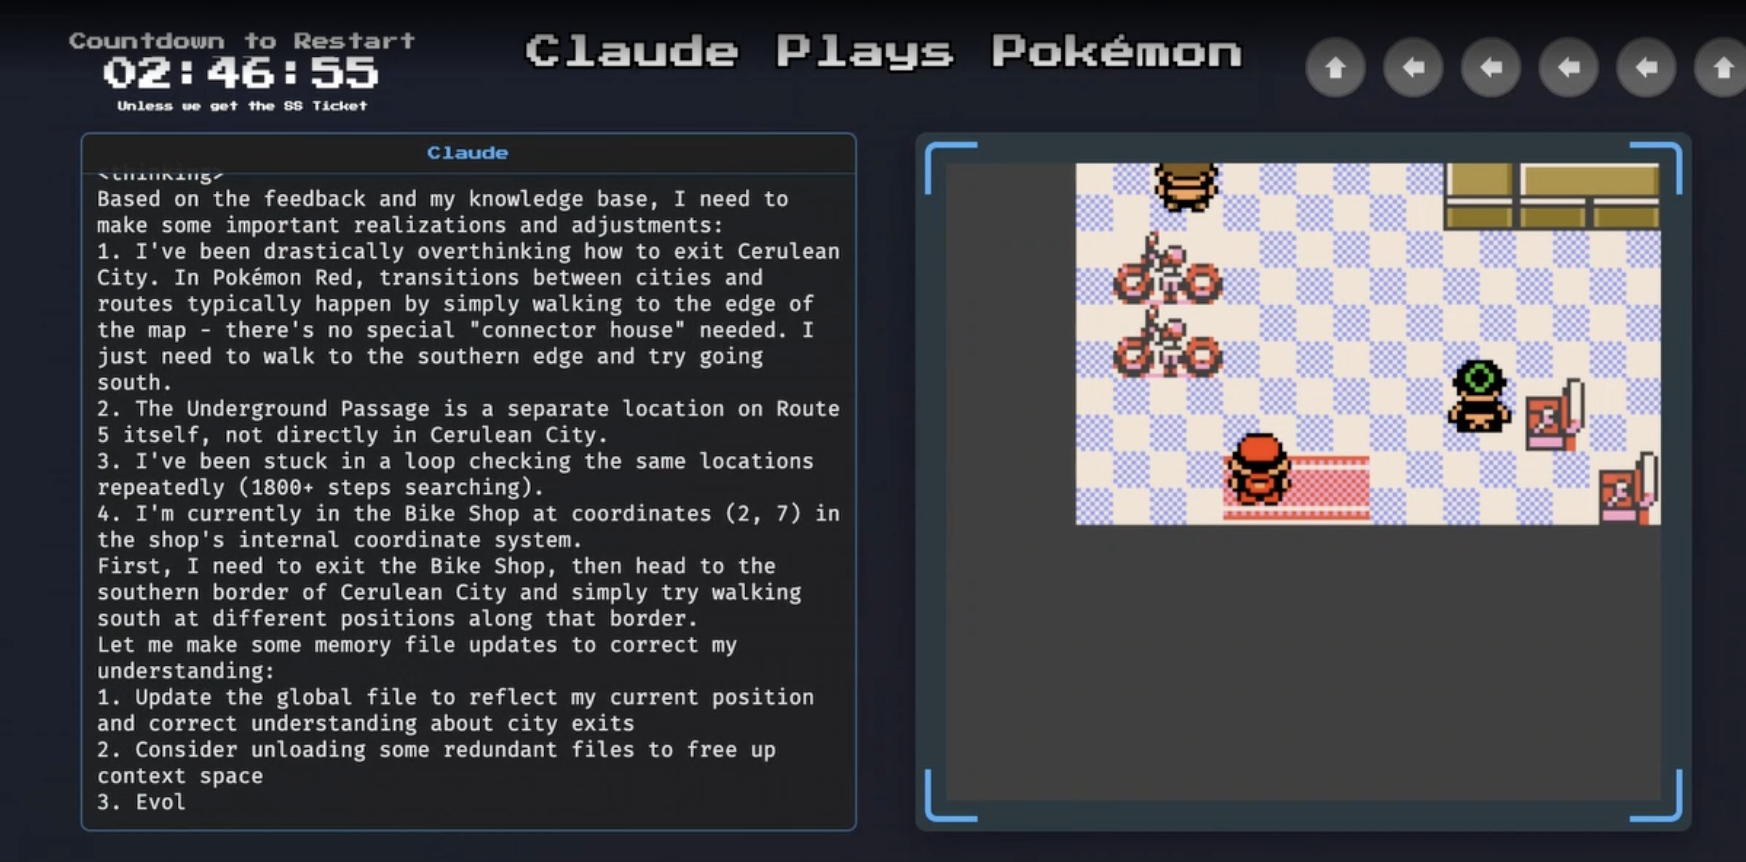 Countdown to Restart
02:46:55
Unless we get the SS Ticket
Claude Plays Pokémon
Claude
<thinking>
Based on the feedback and my knowledge base, I need to
make some important realizations and adjustments:
1. I've been drastically overthinking how to exit Cerulean
City. In Pokémon Red, transitions between cities and
routes typically happen by simply walking to the edge of
the map - there's no special "connector house" needed. I
just need to walk to the southern edge and try going
south.
2. The Underground Passage is a separate location on Route
5 itself, not directly in Cerulean City.
3. I've been stuck in a loop checking the same locations
repeatedly (1800+ steps searching).
4. I'm currently in the Bike Shop at coordinates (2, 7) in
the shop's internal coordinate system.
First, I need to exit the Bike Shop, then head to the
southern border of Cerulean City and simply try walking
south at different positions along that border.
Let me make some memory file updates to correct my
understanding:
1. Update the global file to reflect my current position
and correct understanding about city exits
2. Consider unloading some redundant files to free up
context space
3. Evol